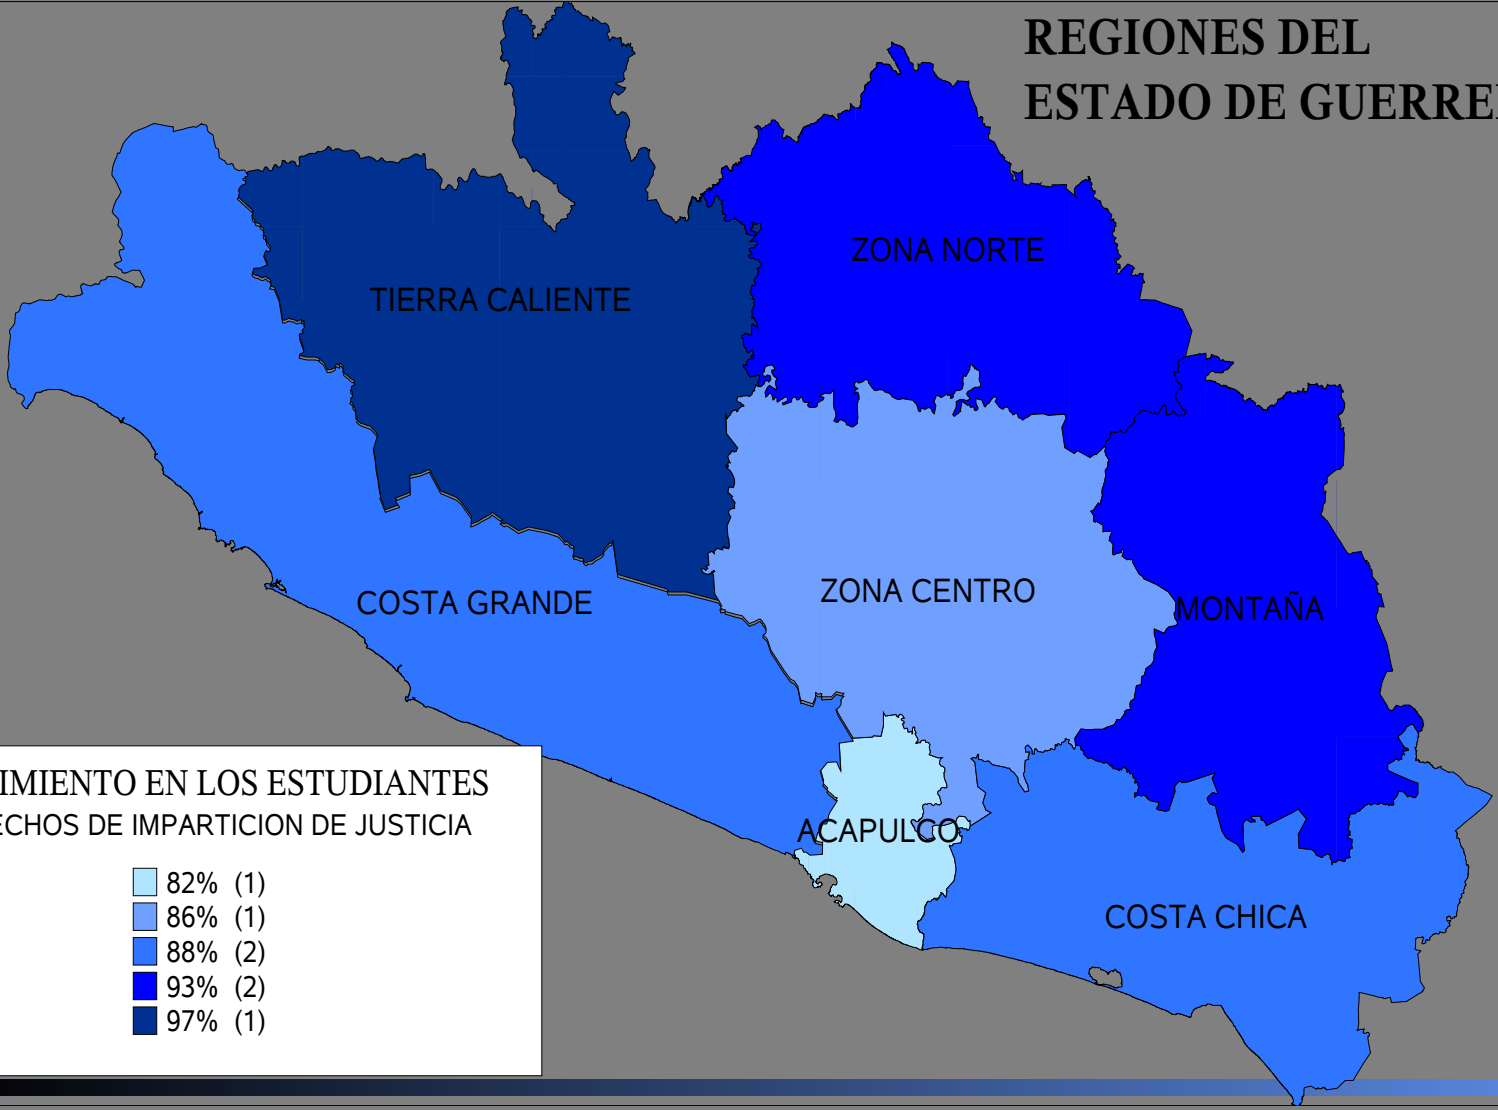 REGIONES DEL
ESTADO DE GUERRE
ZONA NORTE
TIERRA CALIENTE
ZONA CENTRO
COSTA GRANDE
MONTAÑA
ACAPULCO
COSTA CHICA
IMIENTO EN LOS ESTUDIANTES
ECHOS DE IMPARTICION DE JUSTICIA
82% (1)
86% (1)
88% (2)
93% (2)
97% (1)